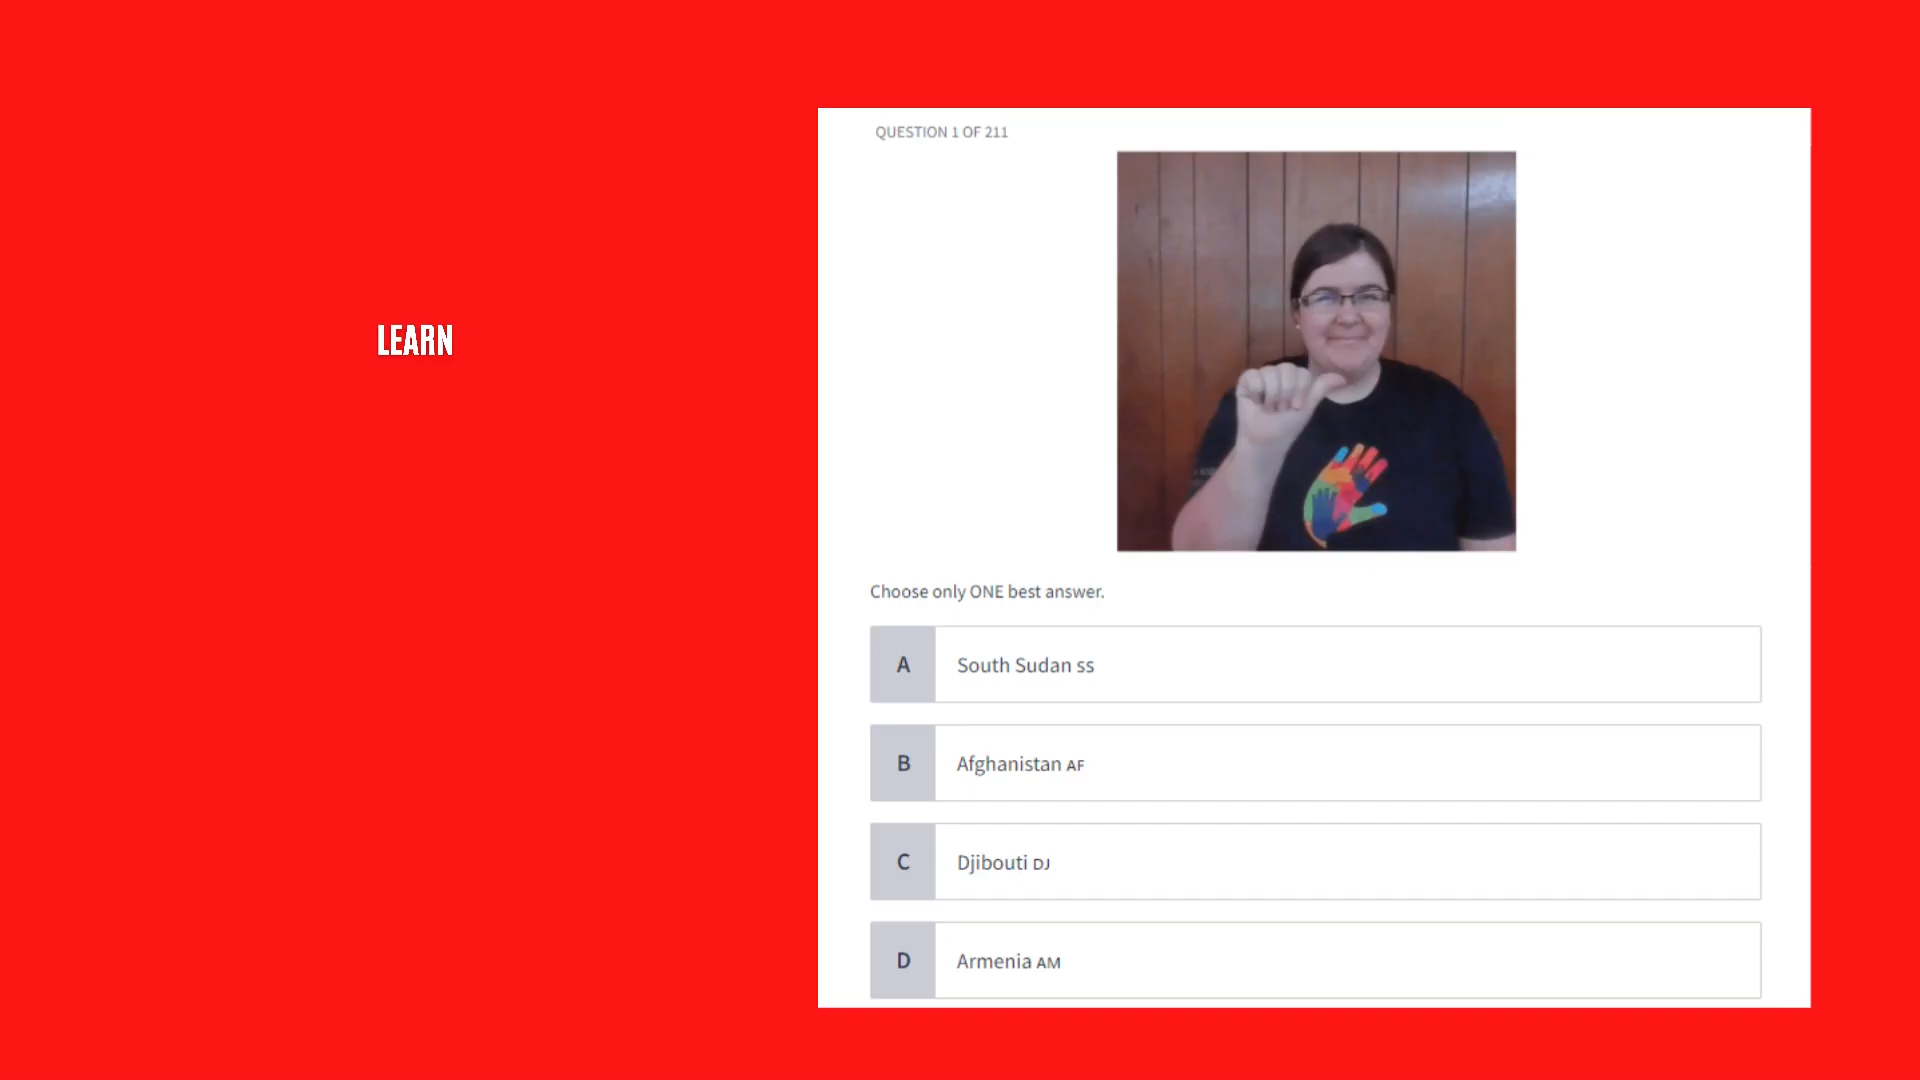 LEARN
QUESTION 1 OF 211
Choose only ONE best answer.
A South Sudan ss
B Afghanistan AF
C Djibouti DJ
D Armenia AM